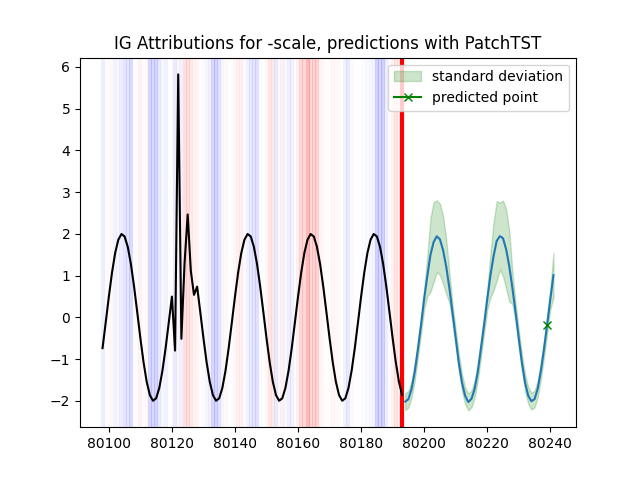 IG Attributions for -scale, predictions with PatchTST
standard deviation
predicted point
6
5
4
3
2
1
0
−1
−2
80100 80120 80140 80160 80180 80200 80220 80240